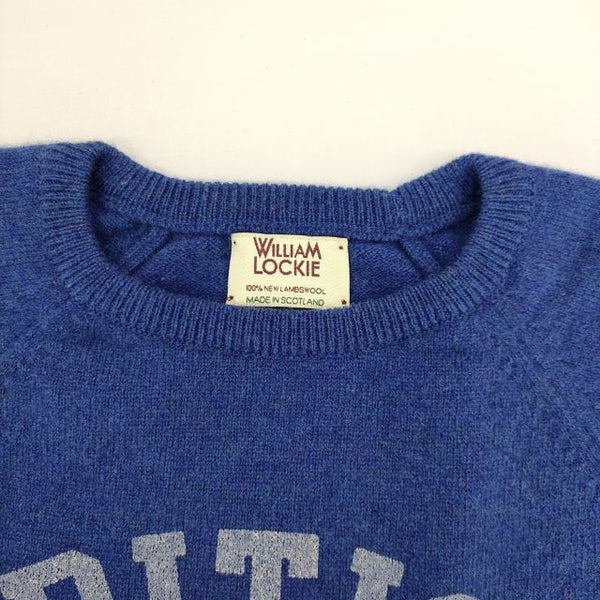 WILLIAM
LOCKIE
100% NEW LAMBSWOOL
MADE IN SCOTLAND